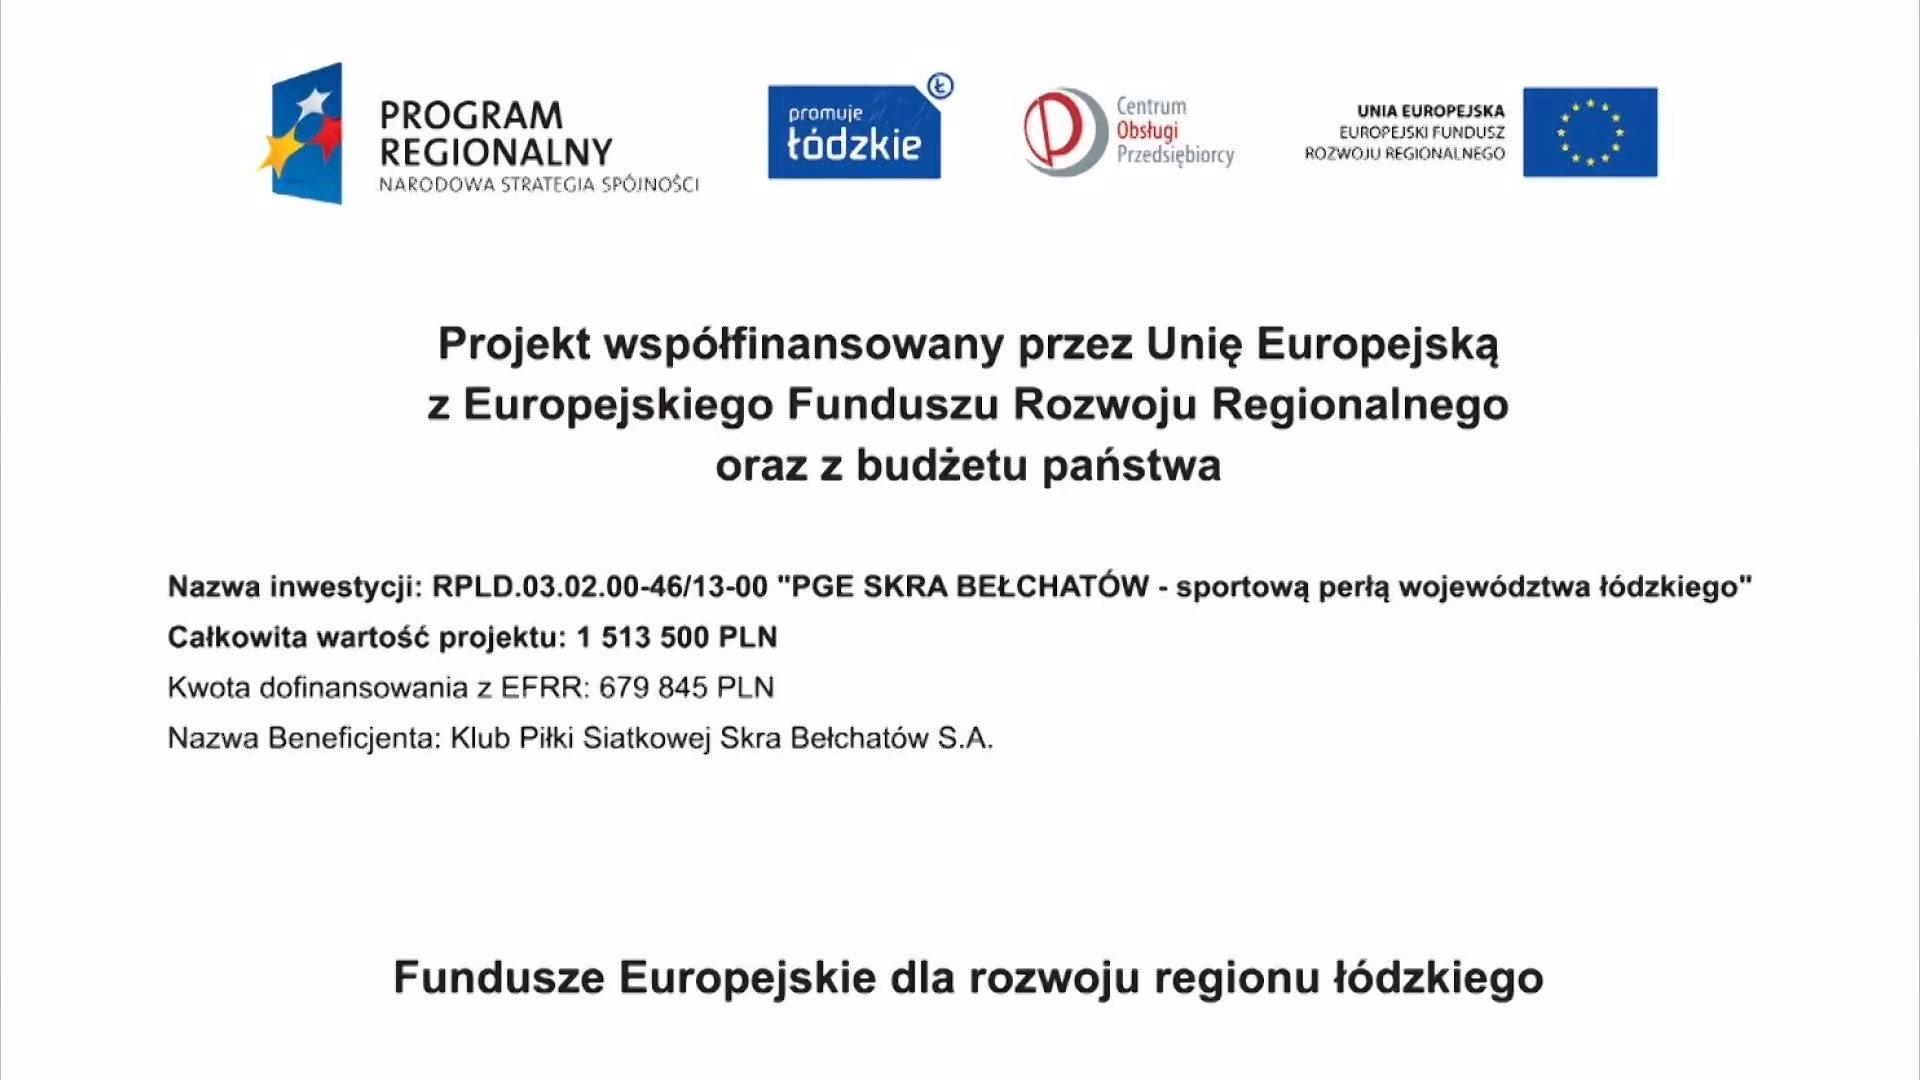 PROGRAM
REGIONALNY
NARODOWA STRATEGIA SPÓJNOŚCI
promuje
łódzkie
Ł
Centrum
Obsługi
Przedsiębiorcy
UNIA EUROPEJSKA
EUROPEJSKI FUNDUSZ
ROZWOJU REGIONALNEGO
Projekt współfinansowany przez Unię Europejską
z Europejskiego Funduszu Rozwoju Regionalnego
oraz z budżetu państwa
Nazwa inwestycji: RPLD.03.02.00-46/13-00 "PGE SKRA BEŁCHATÓW - sportową perłą województwa łódzkiego"
Całkowita wartość projektu: 1 513 500 PLN
Kwota dofinansowania z EFRR: 679 845 PLN
Nazwa Beneficjenta: Klub Piłki Siatkowej Skra Bełchatów S.A.
Fundusze Europejskie dla rozwoju regionu łódzkiego